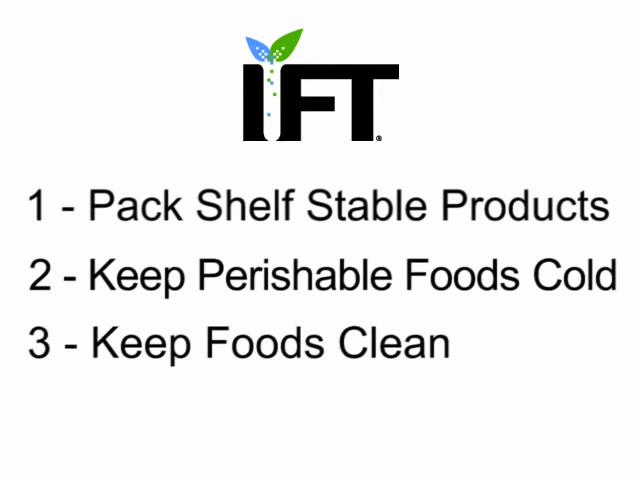 IFT®
1 - Pack Shelf Stable Products
2 - Keep Perishable Foods Cold
3 - Keep Foods Clean